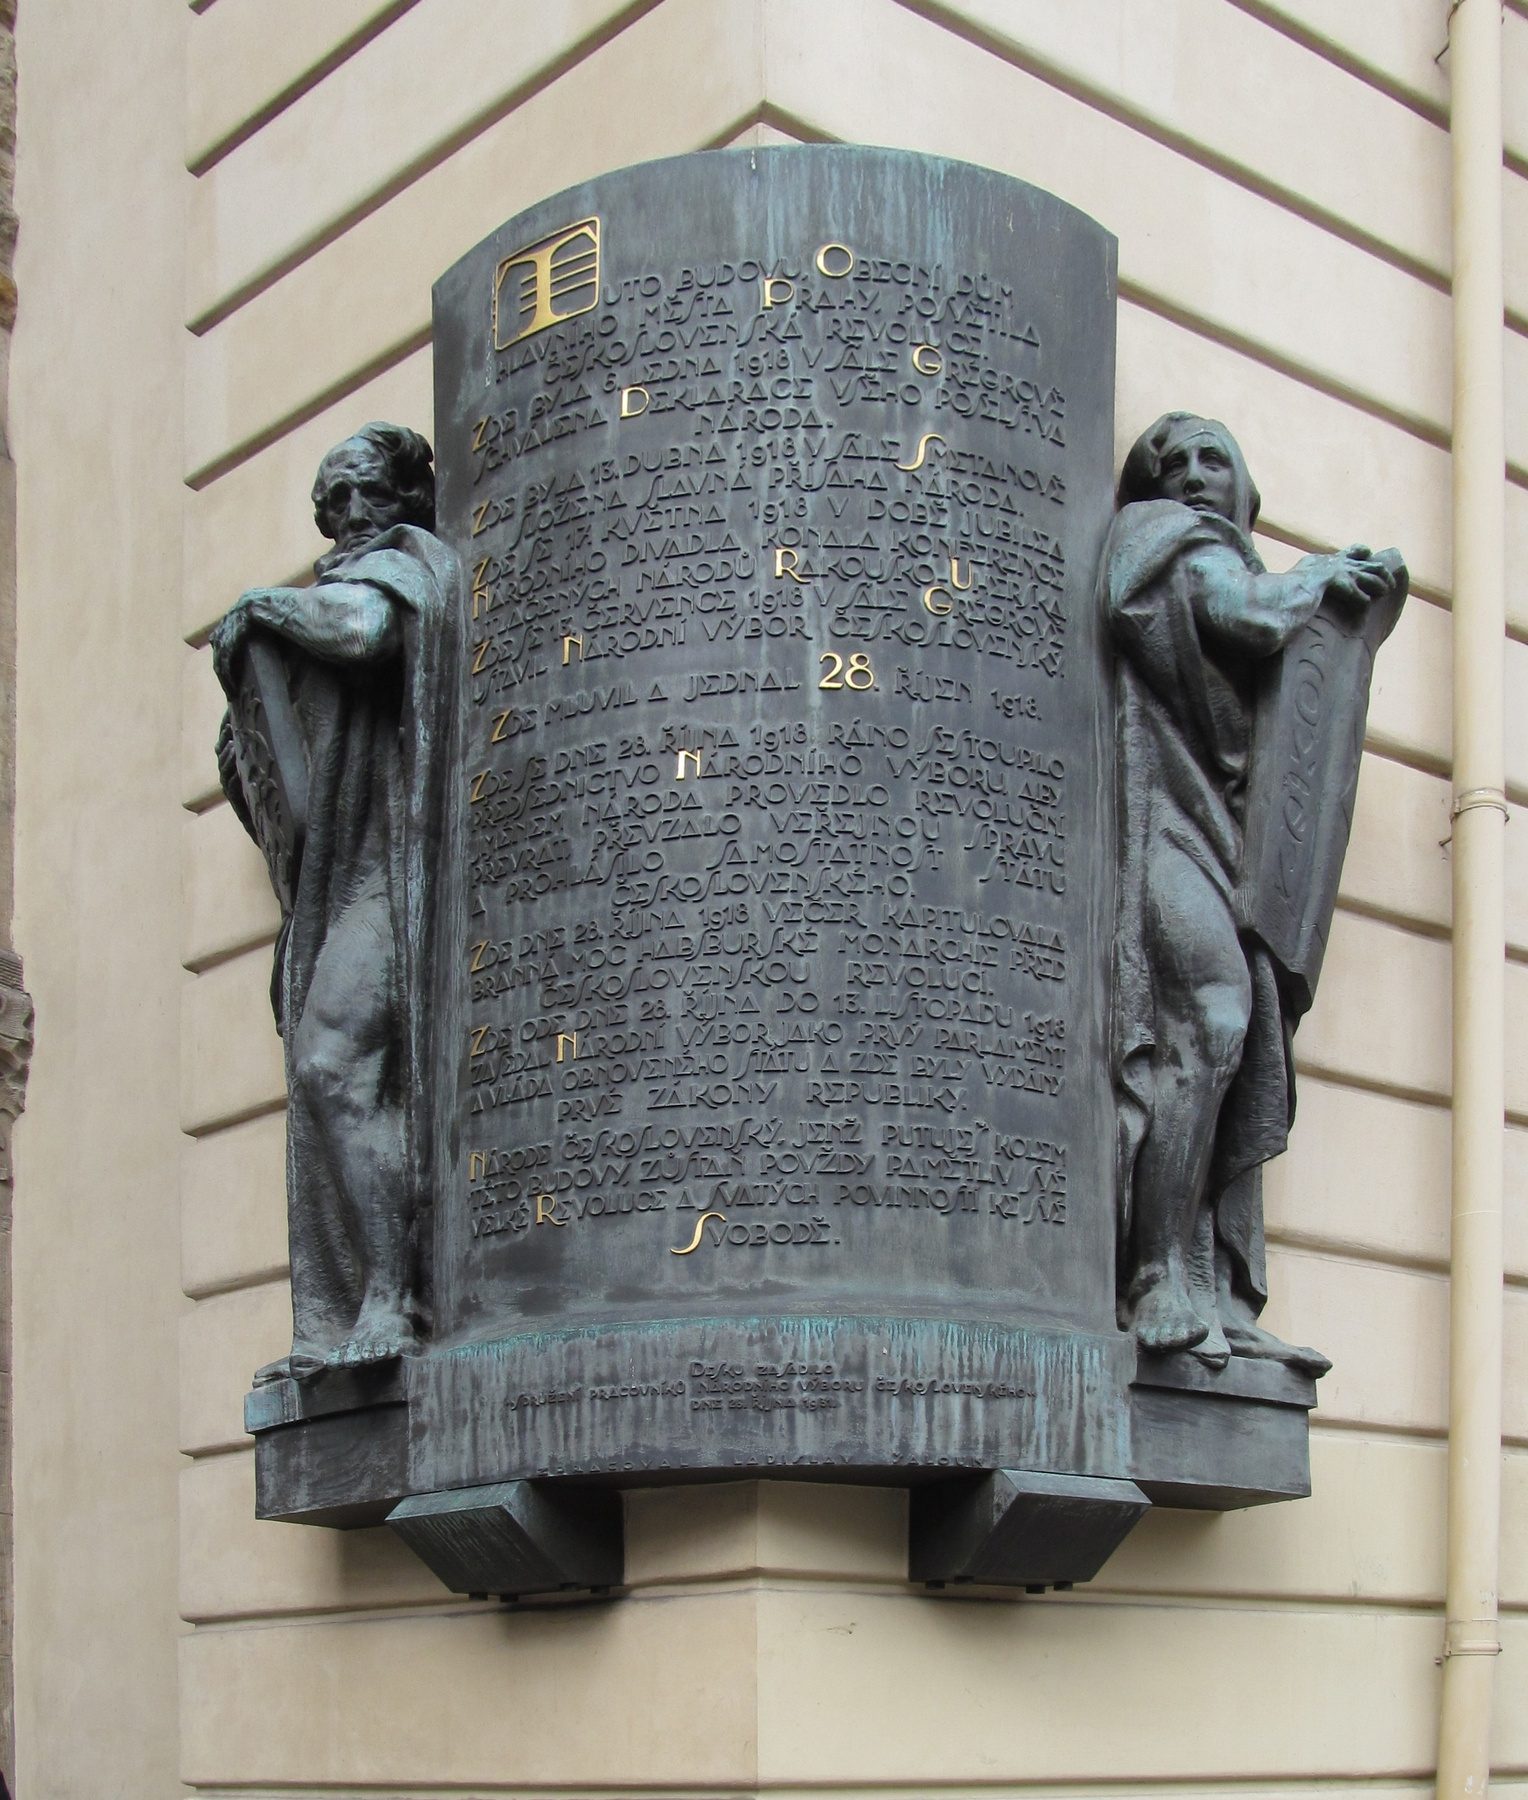 TUTO BUDOVU, OBECNÍ DŮM
HLAVNÍHO MĚSTA PRAHY, POSVĚTILA
ČESKOSLOVENSKÁ REVOLUCE.
ZDE BYLA 6. LEDNA 1918 V SÁLE GRÉGROVĚ
SCHVÁLENA DEKLARACE VŠEHO POSELSTVA
NÁRODA.
ZDE BYLA 13. DUBNA 1918 V SÁLE SMETANOVĚ
SLOŽENA SLAVNÁ PŘÍSAHA NÁRODA.
ZDE SE 17. KVĚTNA 1918 V DOBĚ JUBILEA
NÁRODNÍHO DIVADLA KONALA KONFERENCE
UTLAČENÝCH NÁRODŮ RAKOUSKO-UHERSKA.
ZDE SE 13. ČERVENCE 1918 V SÁLE GRÉGROVĚ
USTAVIL NÁRODNÍ VÝBOR ČESKOSLOVENSKÝ.
ZDE MLUVIL A JEDNAL 28. ŘÍJEN 1918.
ZDE SE DNE 28. ŘÍJNA 1918 RÁNO SESTOUPILO
PŘEDSEDNICTVO NÁRODNÍHO VÝBORU, ABY
JMÉNEM NÁRODA PROVEDLO REVOLUČNÍ
PŘEVRAT, PŘEVZALO VEŘEJNOU SPRÁVU
A PROHLÁSILO SAMOSTATNOST STÁTU
ČESKOSLOVENSKÉHO.
ZDE DNE 28. ŘÍJNA 1918 VEČER KAPITULOVALA
BRANNÁ MOC HABSBURSKÉ MONARCHIE PŘED
ČESKOSLOVENSKOU REVOLUCÍ.
ZDE ODE DNE 28. ŘÍJNA DO 13. LISTOPADU 1918
ZASEDAL NÁRODNÍ VÝBOR JAKO PRVÝ PARLAMENT
A VLÁDA OBNOVENÉHO STÁTU A ZDE BYLY VYDÁNY
PRVÉ ZÁKONY REPUBLIKY.
NÁRODE ČESKOSLOVENSKÝ, JENŽ PUTUJEŠ KOLEM
TÉTO BUDOVY, ZŮSTAŇ POVŽDY PAMĚTLIV SVÉ
VELKÉ REVOLUCE A SVATÝCH POVINNOSTÍ KE SVÉ
SVOBODĚ.
ZÁKON
DESKU ZASADILO
"SDRUŽENÍ PRACOVNÍKŮ NÁRODNÍHO VÝBORU ČESKOSLOVENSKÉHO"
DNE 28. ŘÍJNA 1931.
LADISLAV ŠALOUN